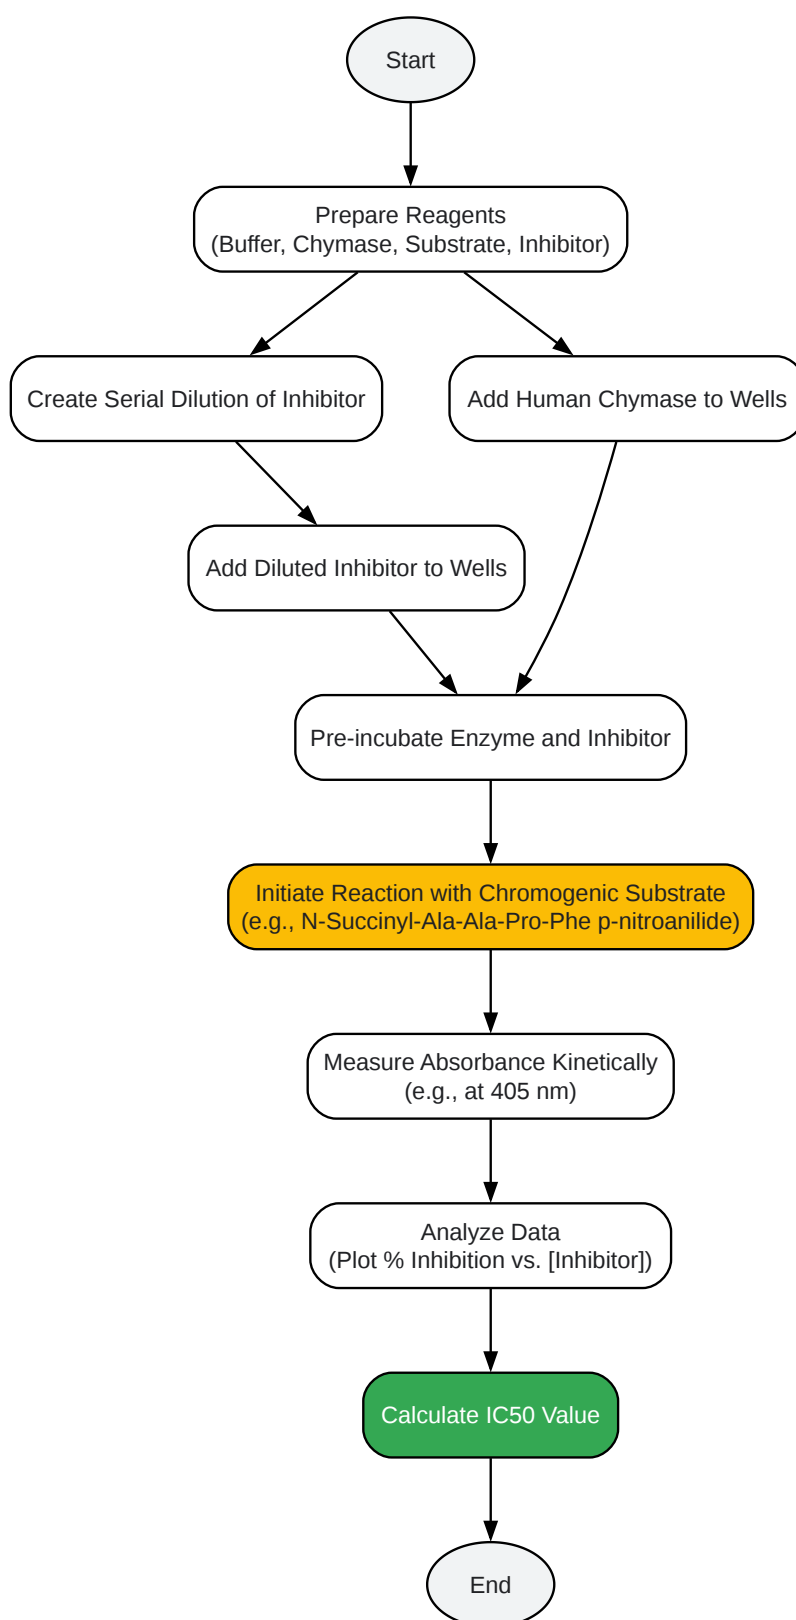 Start
Prepare Reagents
(Buffer, Chymase, Substrate, Inhibitor)
Create Serial Dilution of Inhibitor
Add Human Chymase to Wells
Add Diluted Inhibitor to Wells
Pre-incubate Enzyme and Inhibitor
Initiate Reaction with Chromogenic Substrate
(e.g., N-Succinyl-Ala-Ala-Pro-Phe p-nitroanilide)
Measure Absorbance Kinetically
(e.g., at 405 nm)
Analyze Data
(Plot % Inhibition vs. [Inhibitor])
Calculate IC50 Value
End